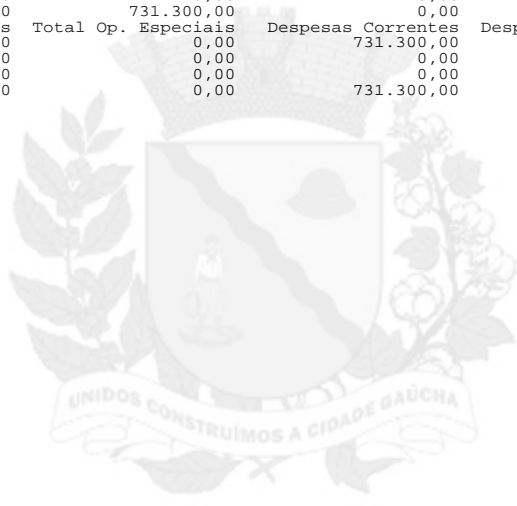 0 731.300,00 0,00
s Total Op. Especiais Despesas Correntes Desp
0 0,00 731.300,00
0 0,00 0,00
0 0,00 0,00
0 0,00 731.300,00
UNIDOS CONSTRUÍMOS A CIDADE GAÚCHA